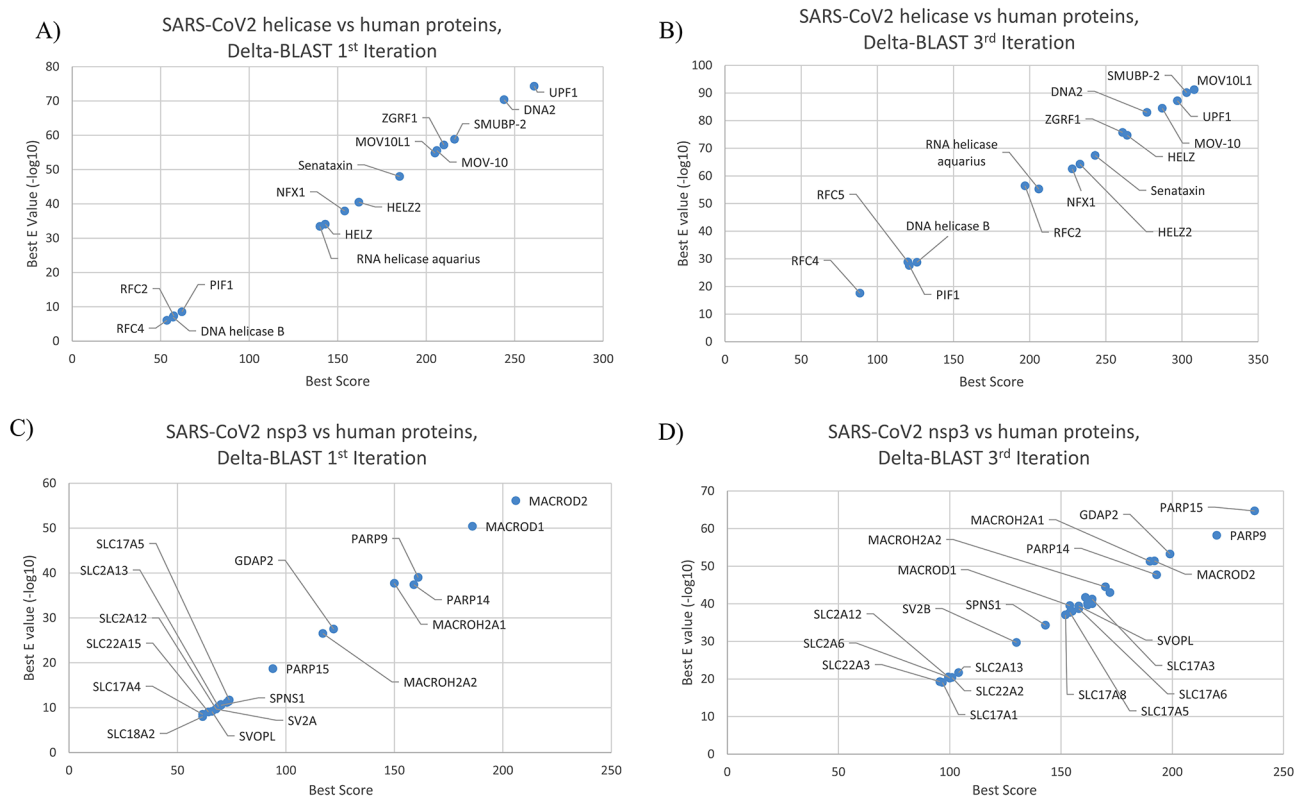 A)
SARS-CoV2 helicase vs human proteins,
Delta-BLAST 1st Iteration
Best E Value (-log10)
80
70
60
50
40
30
20
10
0
UPF1
DNA2
ZGRF1
SMUBP-2
MOV10L1
MOV-10
Senataxin
NFX1
HELZ2
HELZ
RNA helicase aquarius
RFC2
PIF1
RFC4
DNA helicase B
0 50 100 150 200 250 300
Best Score
B)
SARS-CoV2 helicase vs human proteins,
Delta-BLAST 3rd Iteration
Best E Value (-log10)
100
90
80
70
60
50
40
30
20
10
0
SMUBP-2
MOV10L1
DNA2
UPF1
ZGRF1
MOV-10
RNA helicase
aquarius
HELZ
Senataxin
RFC5
NFX1
DNA helicase B
RFC2
HELZ2
RFC4
PIF1
0 50 100 150 200 250 300 350
Best Score
C)
SARS-CoV2 nsp3 vs human proteins,
Delta-BLAST 1st Iteration
Best E value (-log10)
60
50
40
30
20
10
0
MACROD2
MACROD1
SLC17A5
PARP9
GDAP2
SLC2A13
PARP14
MACROH2A1
SLC2A12
SLC22A15
PARP15
MACROH2A2
SLC17A4
SPNS1
SV2A
SLC18A2
SVOPL
0 50 100 150 200 250
Best Score
D)
SARS-CoV2 nsp3 vs human proteins,
Delta-BLAST 3rd Iteration
Best E value (-log10)
70
60
50
40
30
20
10
0
PARP15
MACROH2A1
GDAP2
MACROH2A2
PARP14
PARP9
MACROD1
MACROD2
SLC2A12
SV2B
SPNS1
SLC2A6
SVOPL
SLC22A3
SLC2A13
SLC17A3
SLC22A2
SLC17A8
SLC17A6
SLC17A1
SLC17A5
0 50 100 150 200 250
Best Score